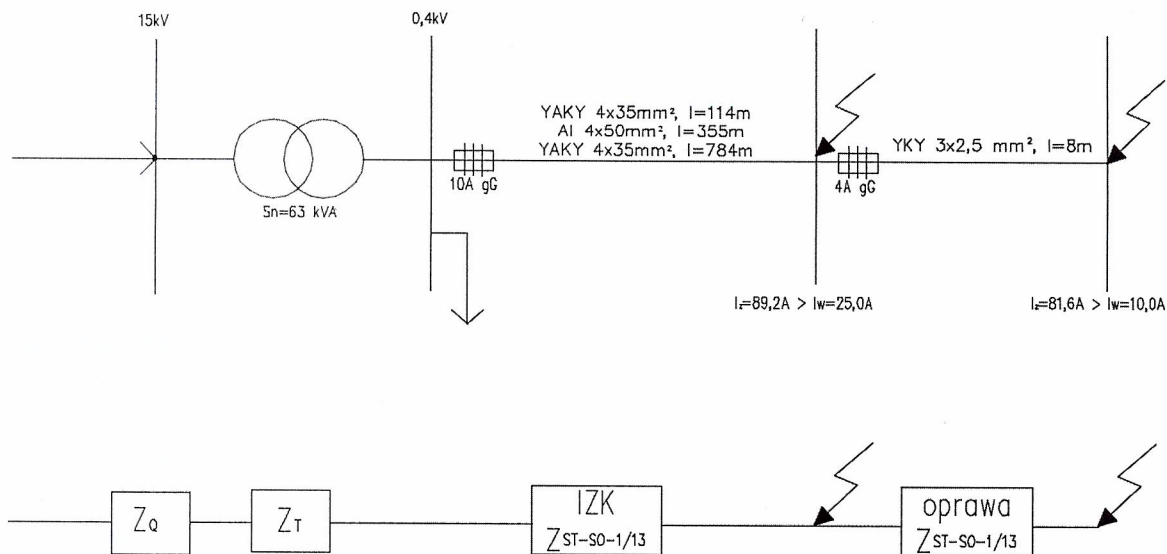 15kV
0,4kV
YAKY 4x35mm², l=114m
Al 4x50mm², l=355m
YAKY 4x35mm², l=784m
YKY 3x2,5 mm², l=8m
10A gG
4A gG
Sn=63 kVA
Iz=89,2A > Iw=25,0A
Iz=81,6A > Iw=10,0A
ZQ
ZT
IZK
ZST-SO-1/13
oprawa
ZST-SO-1/13